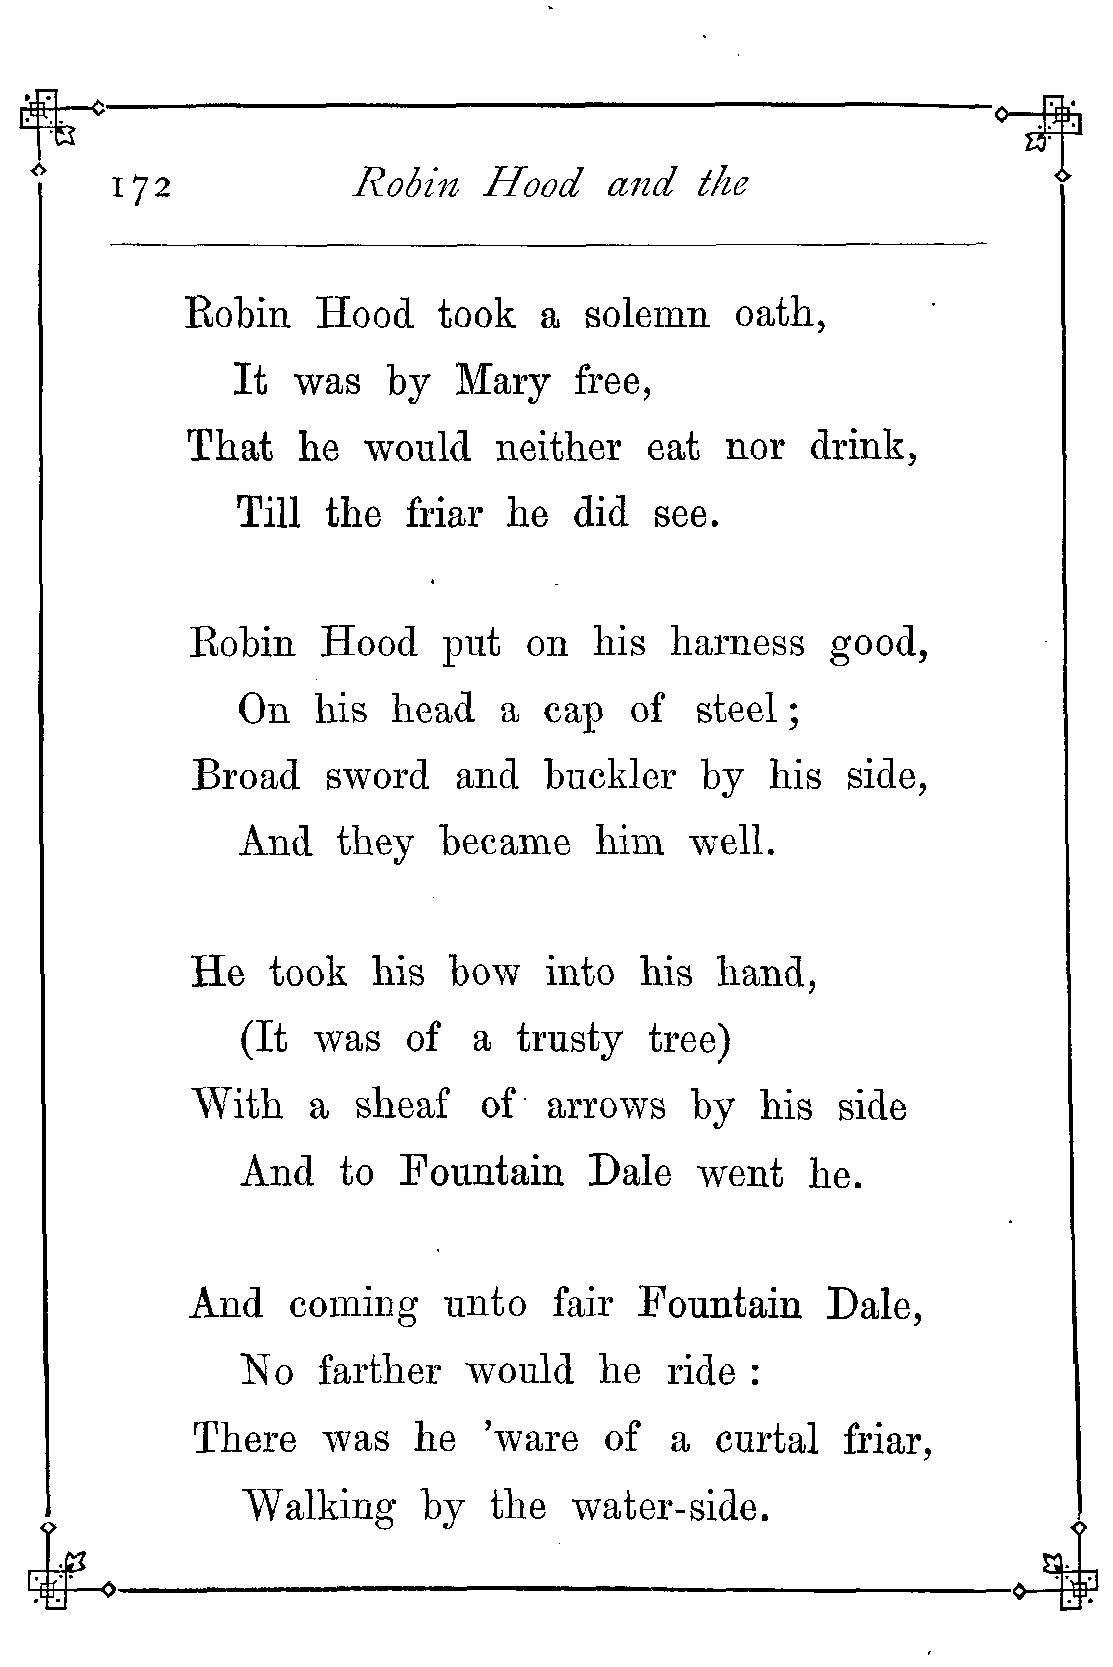 172 Robin Hood and the
Robin Hood took a solemn oath,
It was by Mary free,
That he would neither eat nor drink,
Till the friar he did see.
Robin Hood put on his harness good,
On his head a cap of steel ;
Broad sword and buckler by his side,
And they became him well.
He took his bow into his hand,
(It was of a trusty tree)
With a sheaf of arrows by his side
And to Fountain Dale went he.
And coming unto fair Fountain Dale,
No farther would he ride :
There was he ’ware of a curtal friar,
Walking by the water-side.